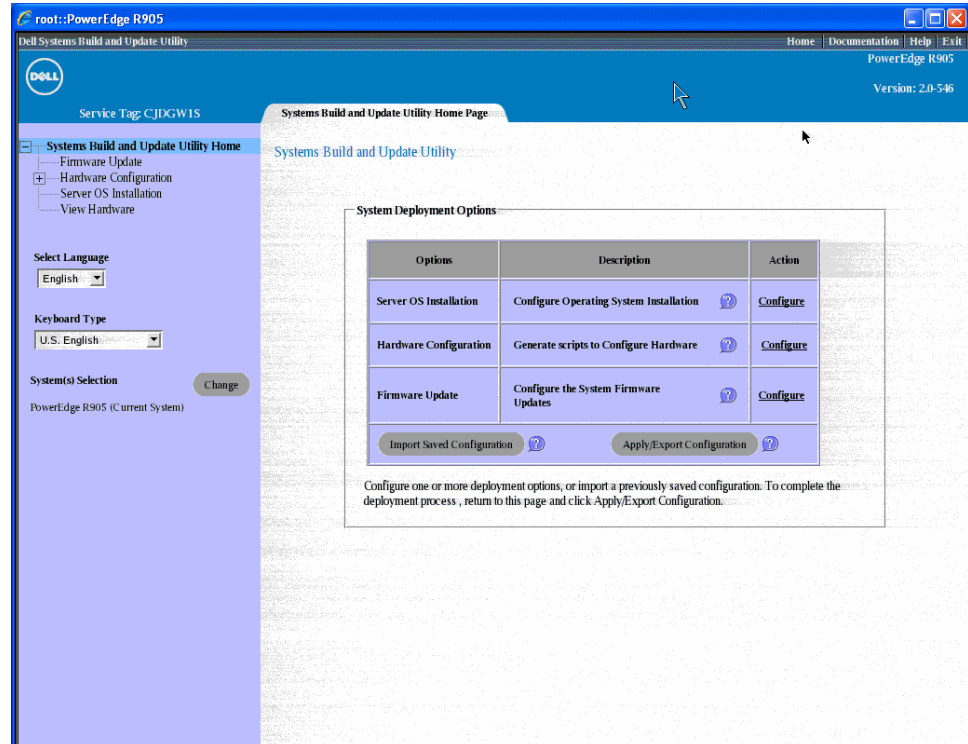 root::PowerEdge R905
Dell Systems Build and Update Utility
Home | Documentation | Help | Exit
DELL
PowerEdge R905
Version: 2.0-546
Service Tag: CJDGW1S
Systems Build and Update Utility Home Page
Systems Build and Update Utility Home
Firmware Update
Hardware Configuration
Server OS Installation
View Hardware
Select Language
English
Keyboard Type
U.S. English
System(s) Selection
Change
PowerEdge R905 (Current System)
Systems Build and Update Utility
System Deployment Options
Options Description Action
Server OS Installation Configure Operating System Installation ? Configure
Hardware Configuration Generate scripts to Configure Hardware ? Configure
Firmware Update Configure the System Firmware Updates ? Configure
Import Saved Configuration ? Apply/Export Configuration ?
Configure one or more deployment options, or import a previously saved configuration. To complete the
deployment process , return to this page and click Apply/Export Configuration.